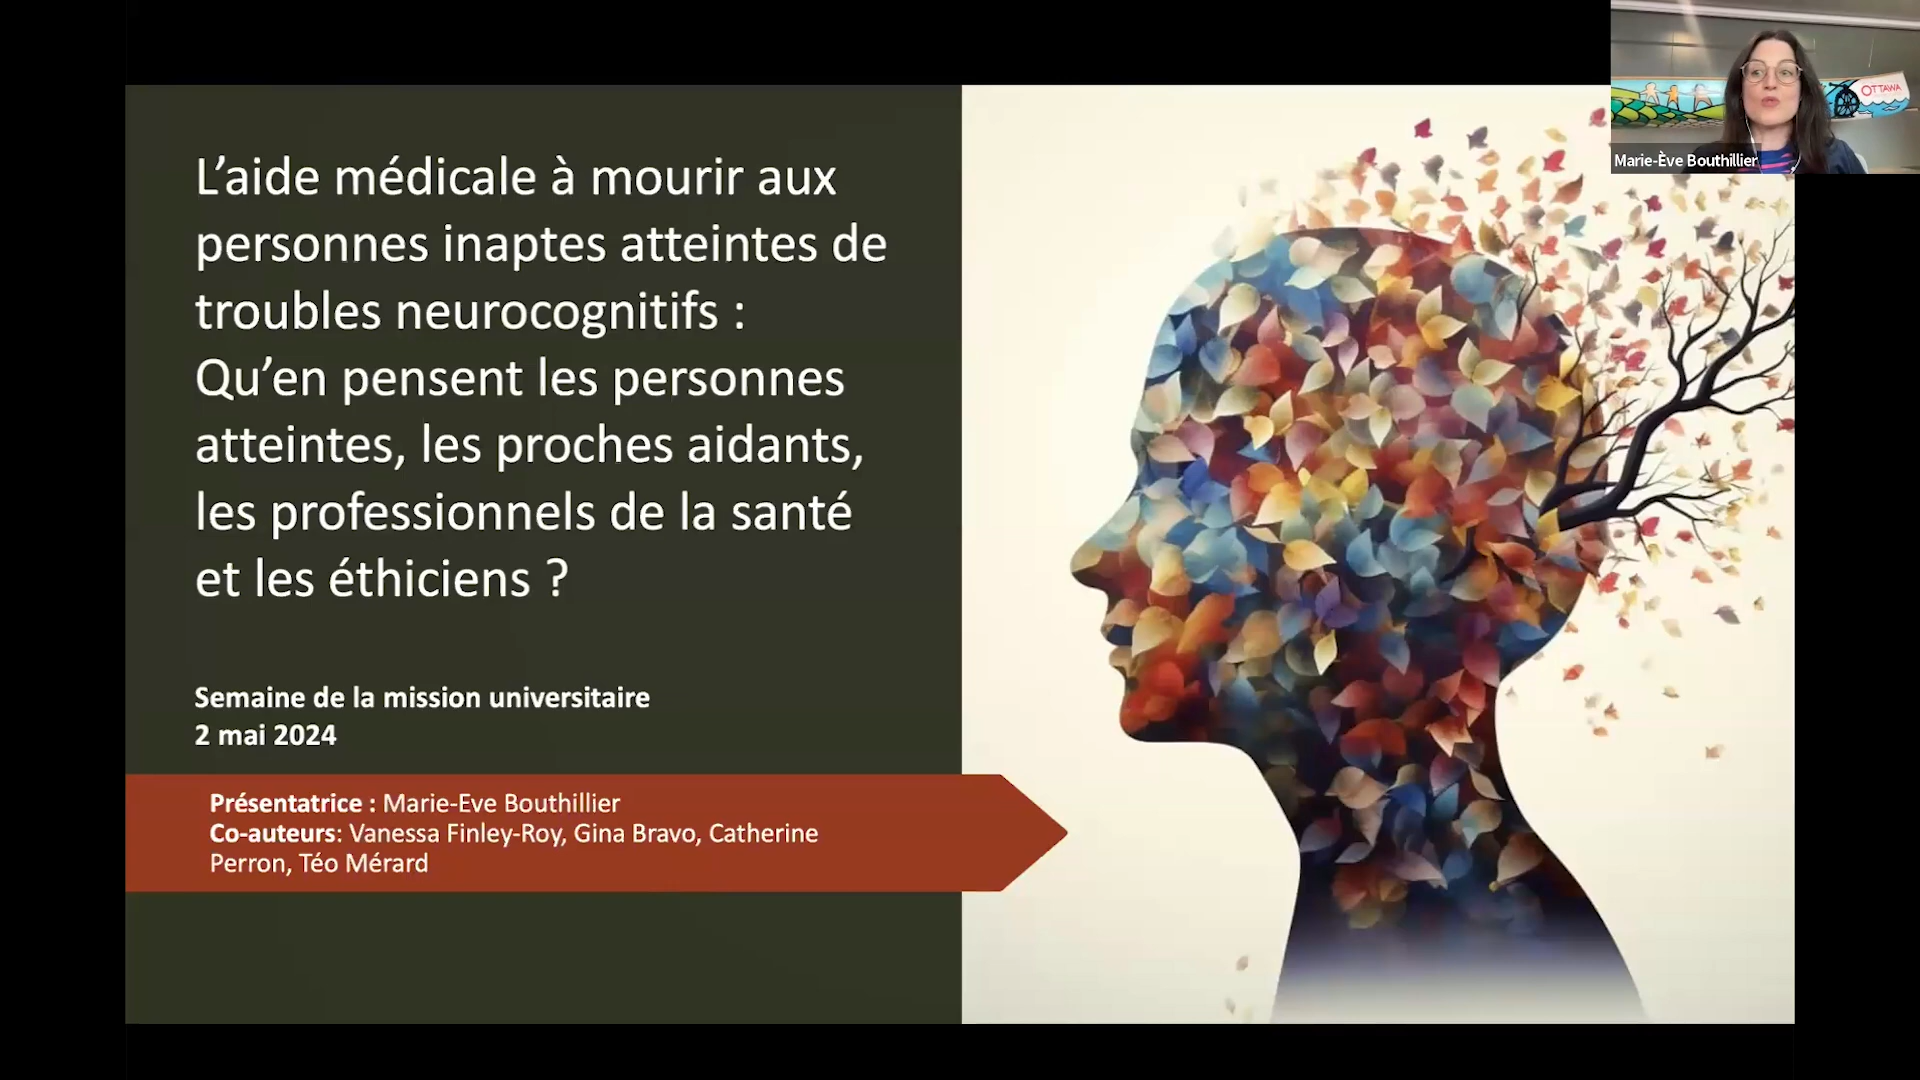 L’aide médicale à mourir aux
personnes inaptes atteintes de
troubles neurocognitifs :
Qu’en pensent les personnes
atteintes, les proches aidants,
les professionnels de la santé
et les éthiciens ?
Semaine de la mission universitaire
2 mai 2024
Présentatrice : Marie-Eve Bouthillier
Co-auteurs: Vanessa Finley-Roy, Gina Bravo, Catherine
Perron, Téo Mérard
OTTAWA
Marie-Ève Bouthillier